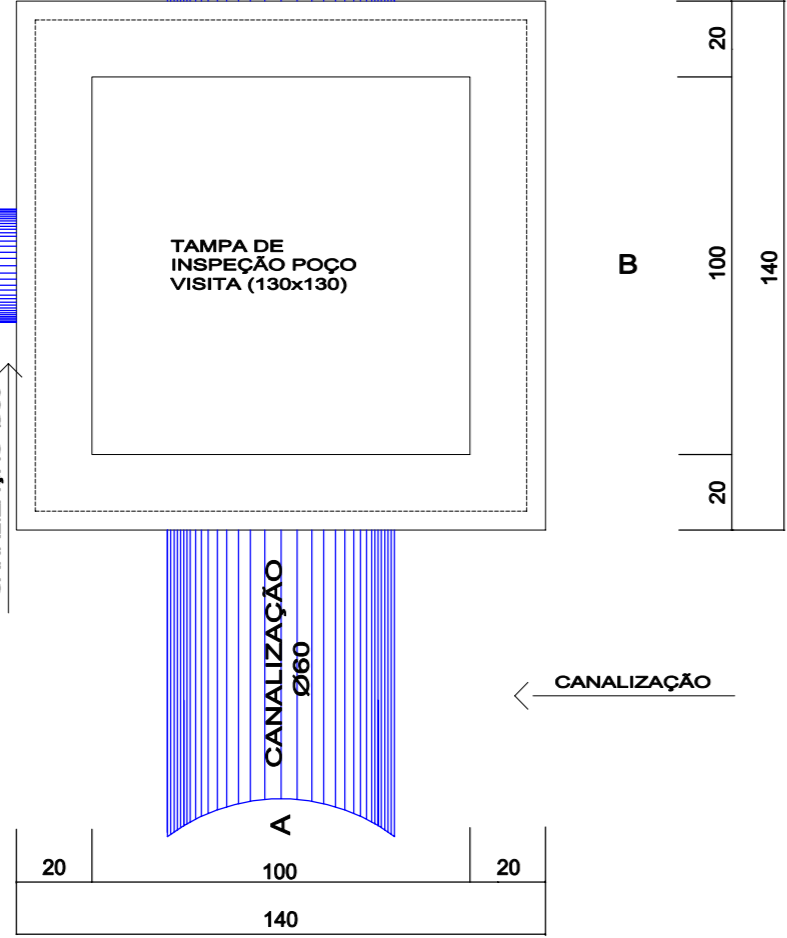 20
TAMPA DE
INSPEÇÃO POÇO
VISITA (130x130)
B
100
140
20
CANALIZAÇÃO
Ø60
CANALIZAÇÃO
A
20
100
20
140